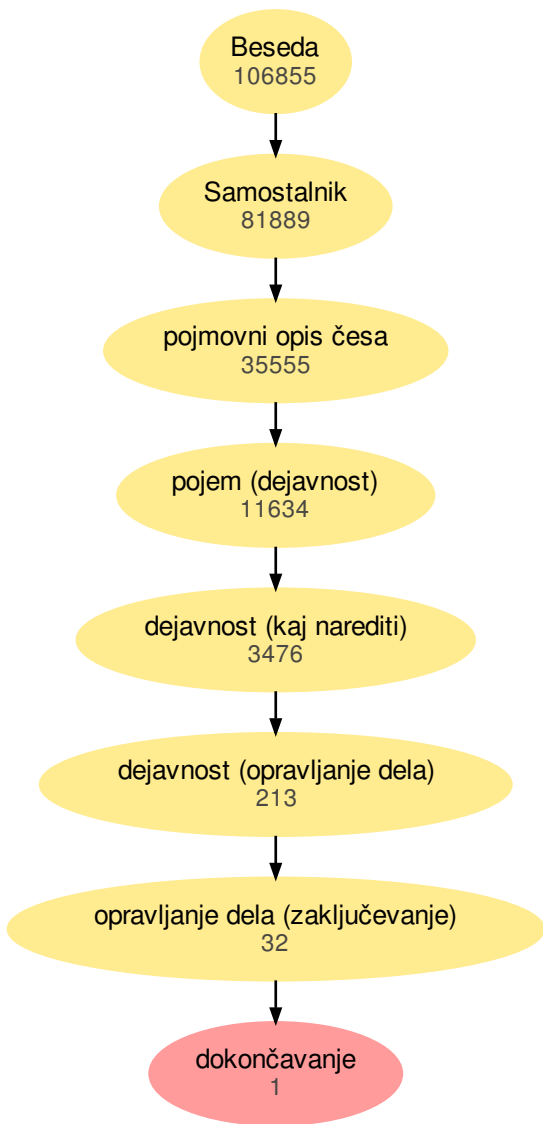 Beseda
106855
Samostalnik
81889
pojmovni opis česa
35555
pojem (dejavnost)
11634
dejavnost (kaj narediti)
3476
dejavnost (opravljanje dela)
213
opravljanje dela (zaključevanje)
32
dokončavanje
1